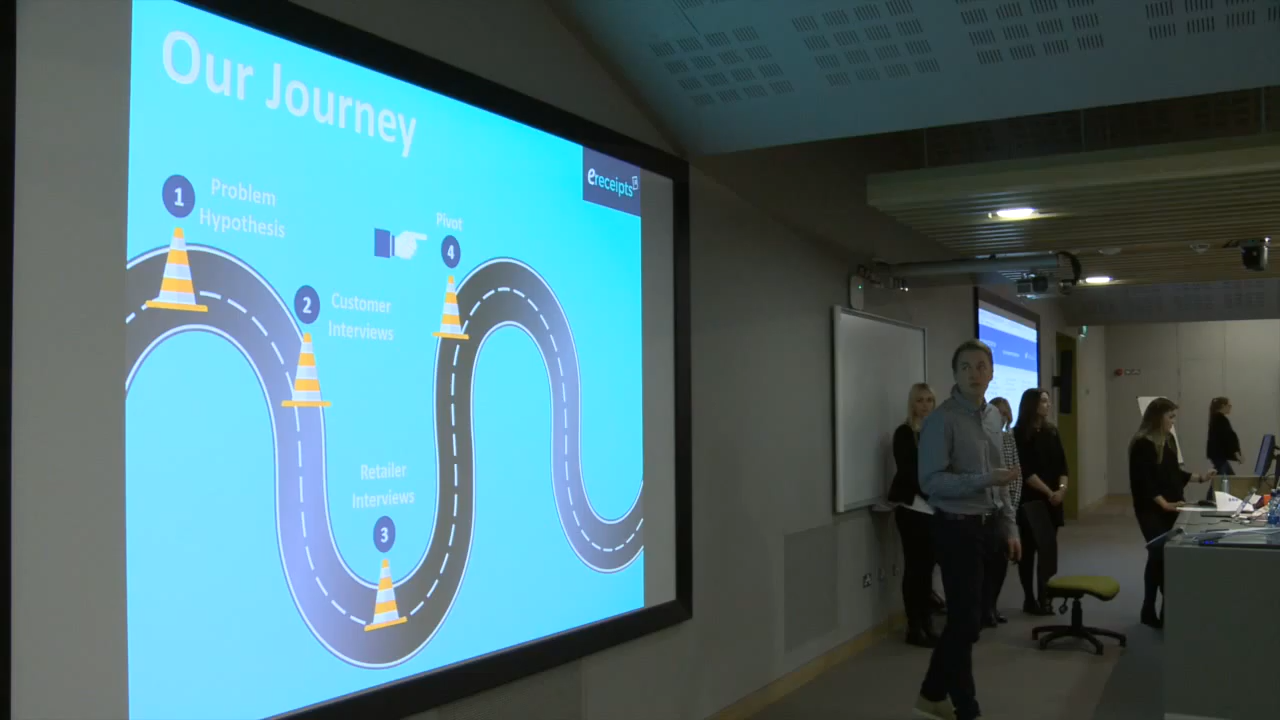 Our Journey
ereceipts
1
Problem
Hypothesis
Pivot
4
2
Customer
Interviews
Retailer
Interviews
3